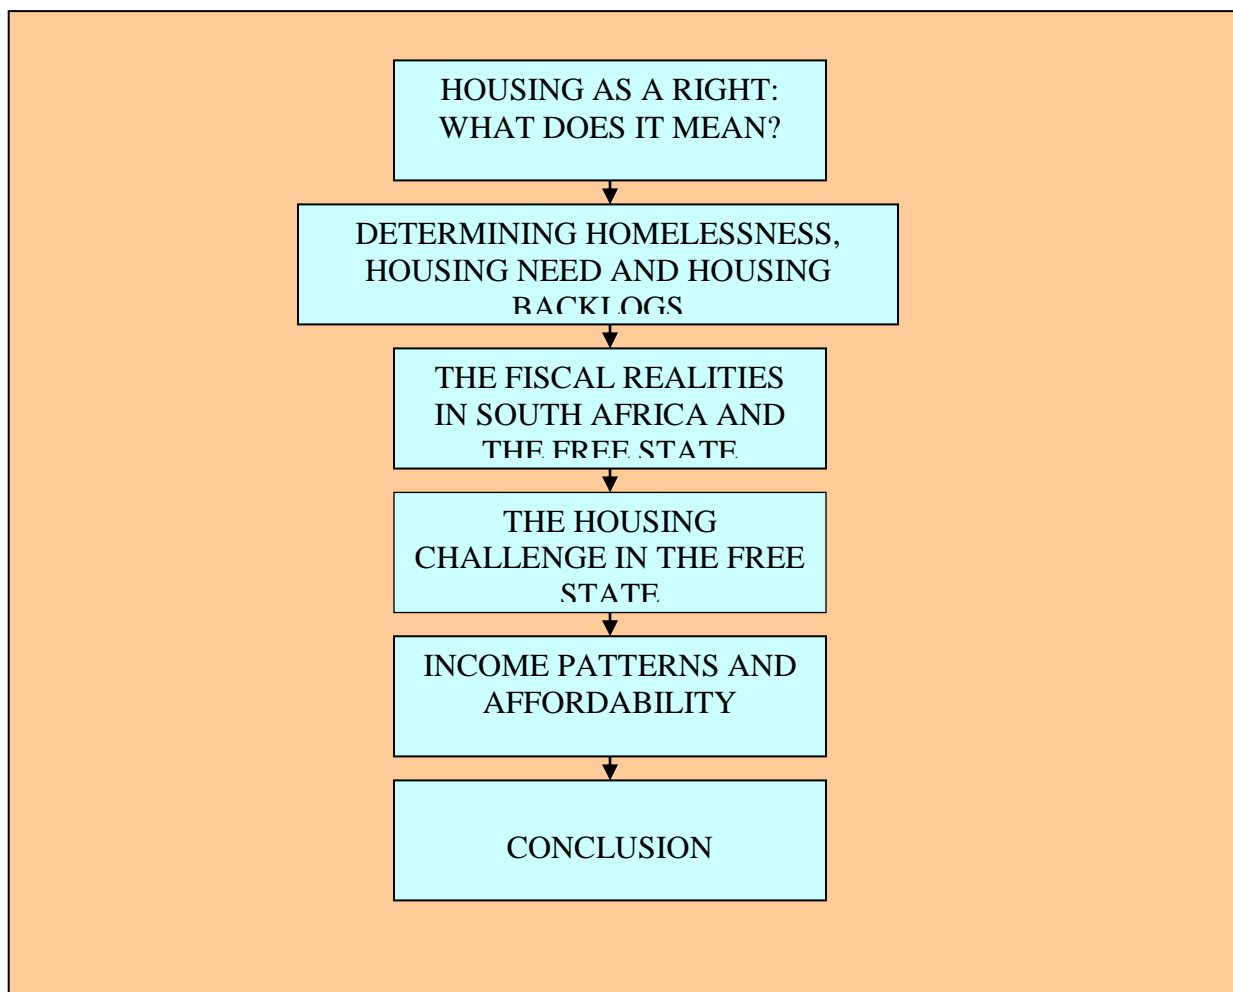 HOUSING AS A RIGHT:
WHAT DOES IT MEAN?
DETERMINING HOMELESSNESS,
HOUSING NEED AND HOUSING
BACKLOGS
THE FISCAL REALITIES
IN SOUTH AFRICA AND
THE FREE STATE
THE HOUSING
CHALLENGE IN THE FREE
STATE
INCOME PATTERNS AND
AFFORDABILITY
CONCLUSION